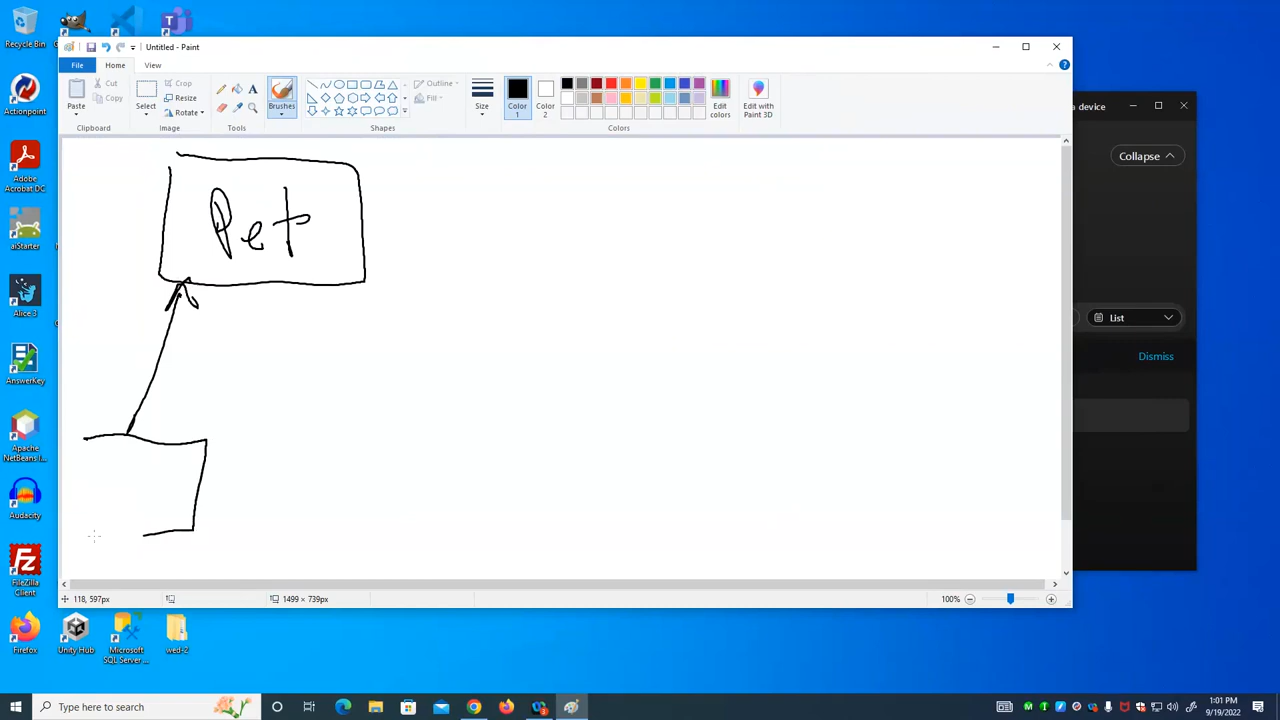 Recycle Bin
Untitled - Paint
File
Home
View
Paste
Cut
Copy
Clipboard
Select
Crop
Resize
Rotate
Image
Tools
Brushes
Shapes
Outline
Fill
Size
Color
1
Color
2
Edit
colors
Colors
Edit with
Paint 3D
a device
Collapse
List
Dismiss
Actionpoint
Adobe
Acrobat DC
aiStarter
Alice 3
AnswerKey
Apache
NetBeans I...
Audacity
FileZilla
Client
Firefox
Unity Hub
Microsoft
SQL Server ...
wed-2
Pet
118, 597px
1499 × 739px
100%
Type here to search
1:01 PM
9/19/2022